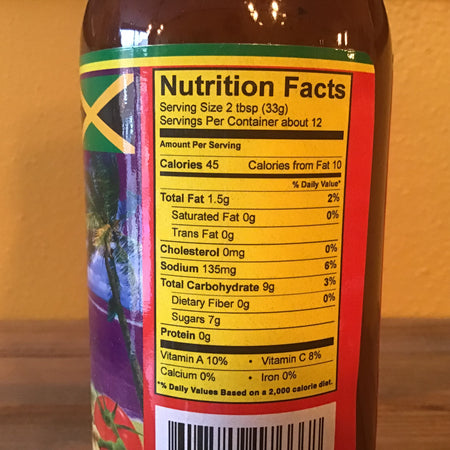 Nutrition Facts
Serving Size 2 tbsp (33g)
Servings Per Container about 12
Amount Per Serving
Calories 45 Calories from Fat 10
% Daily Value*
Total Fat 1.5g 2%
Saturated Fat 0g 0%
Trans Fat 0g
Cholesterol 0mg 0%
Sodium 135mg 6%
Total Carbohydrate 9g 3%
Dietary Fiber 0g 0%
Sugars 7g
Protein 0g
Vitamin A 10% • Vitamin C 8%
Calcium 0% • Iron 0%
*% Daily Values Based on a 2,000 calorie diet.